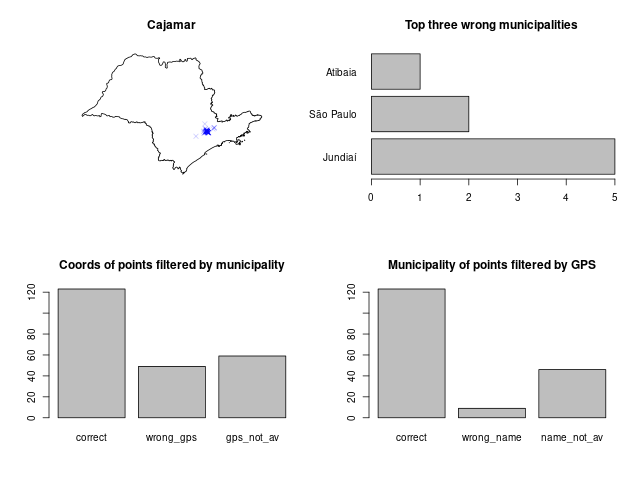 Cajamar
Top three wrong municipalities
Atibaia
São Paulo
Jundiaí
0 1 2 3 4 5
Coords of points filtered by municipality
0 20 40 60 80 120
correct wrong_gps gps_not_av
Municipality of points filtered by GPS
0 20 40 60 80 120
correct wrong_name name_not_av